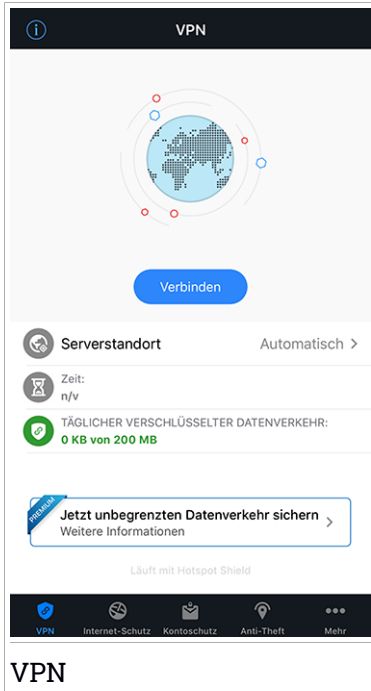 VPN
Verbinden
Serverstandort Automatisch
Zeit:
n/v
TÄGLICHER VERSCHLÜSSELTER DATENVERKEHR:
0 KB von 200 MB
PREMIUM
Jetzt unbegrenzten Datenverkehr sichern
Weitere Informationen
Läuft mit Hotspot Shield
VPN Internet-Schutz Kontoschutz Anti-Theft Mehr
VPN